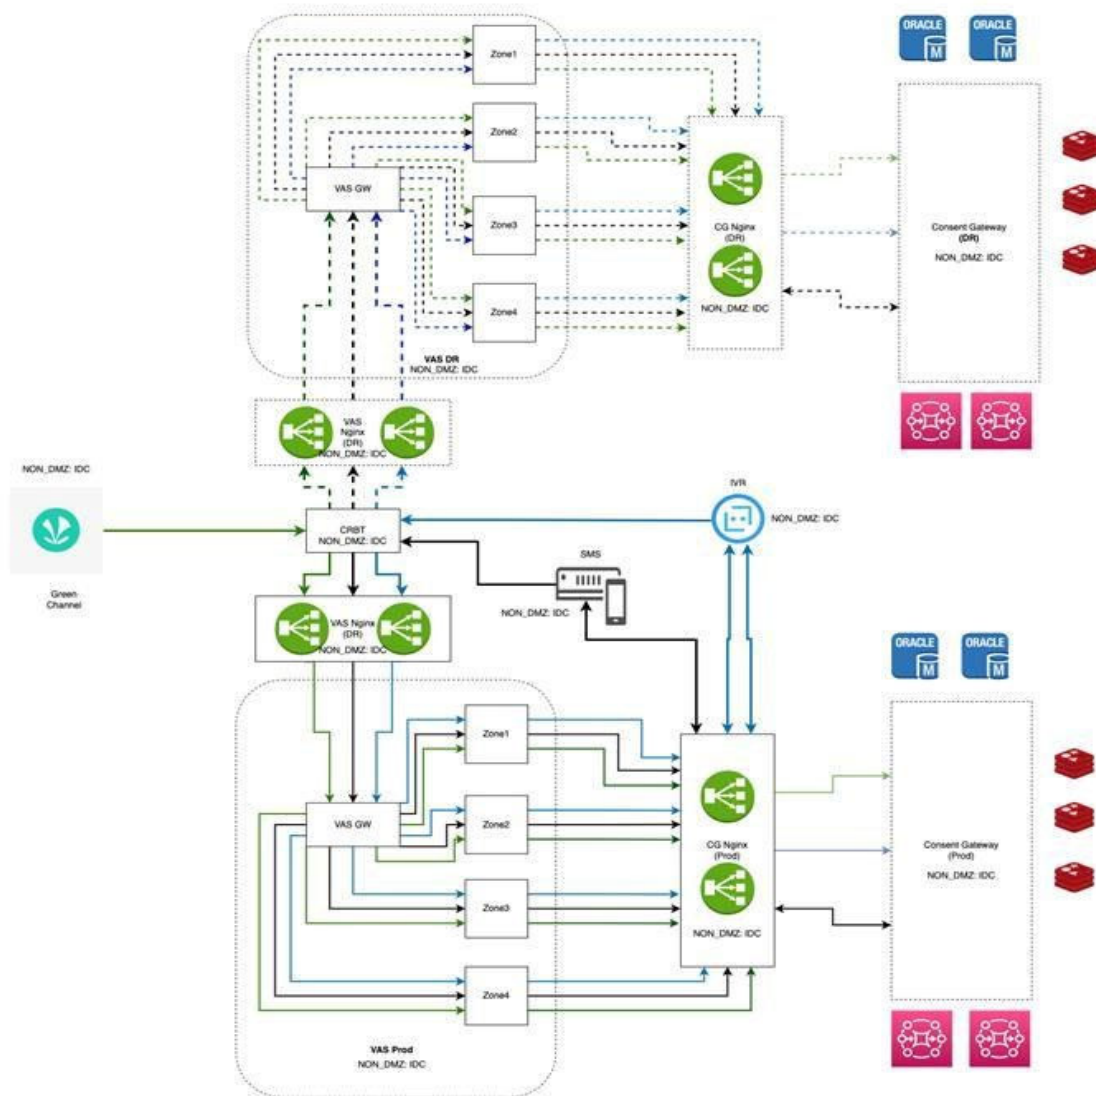 ORACLE
M
ORACLE
M
Zone1
Zone2
VAS GW
Zone3
CG Nginx
(DR)
NON_DMZ: IDC
Consent Gateway
(DR)
NON_DMZ: IDC
Zone4
VAS DR
NON_DMZ: IDC
VAS
Nginx
(DR)
NON_DMZ: IDC
NON_DMZ: IDC
Green
Channel
CRBT
NON_DMZ: IDC
IVR
NON_DMZ: IDC
SMS
NON_DMZ: IDC
VAS Nginx
(DR)
NON_DMZ: IDC
ORACLE
M
ORACLE
M
Zone1
VAS GW
Zone2
Zone3
Zone4
CG Nginx
(Prod)
NON_DMZ: IDC
Consent Gateway
(Prod)
NON_DMZ: IDC
VAS Prod
NON_DMZ: IDC